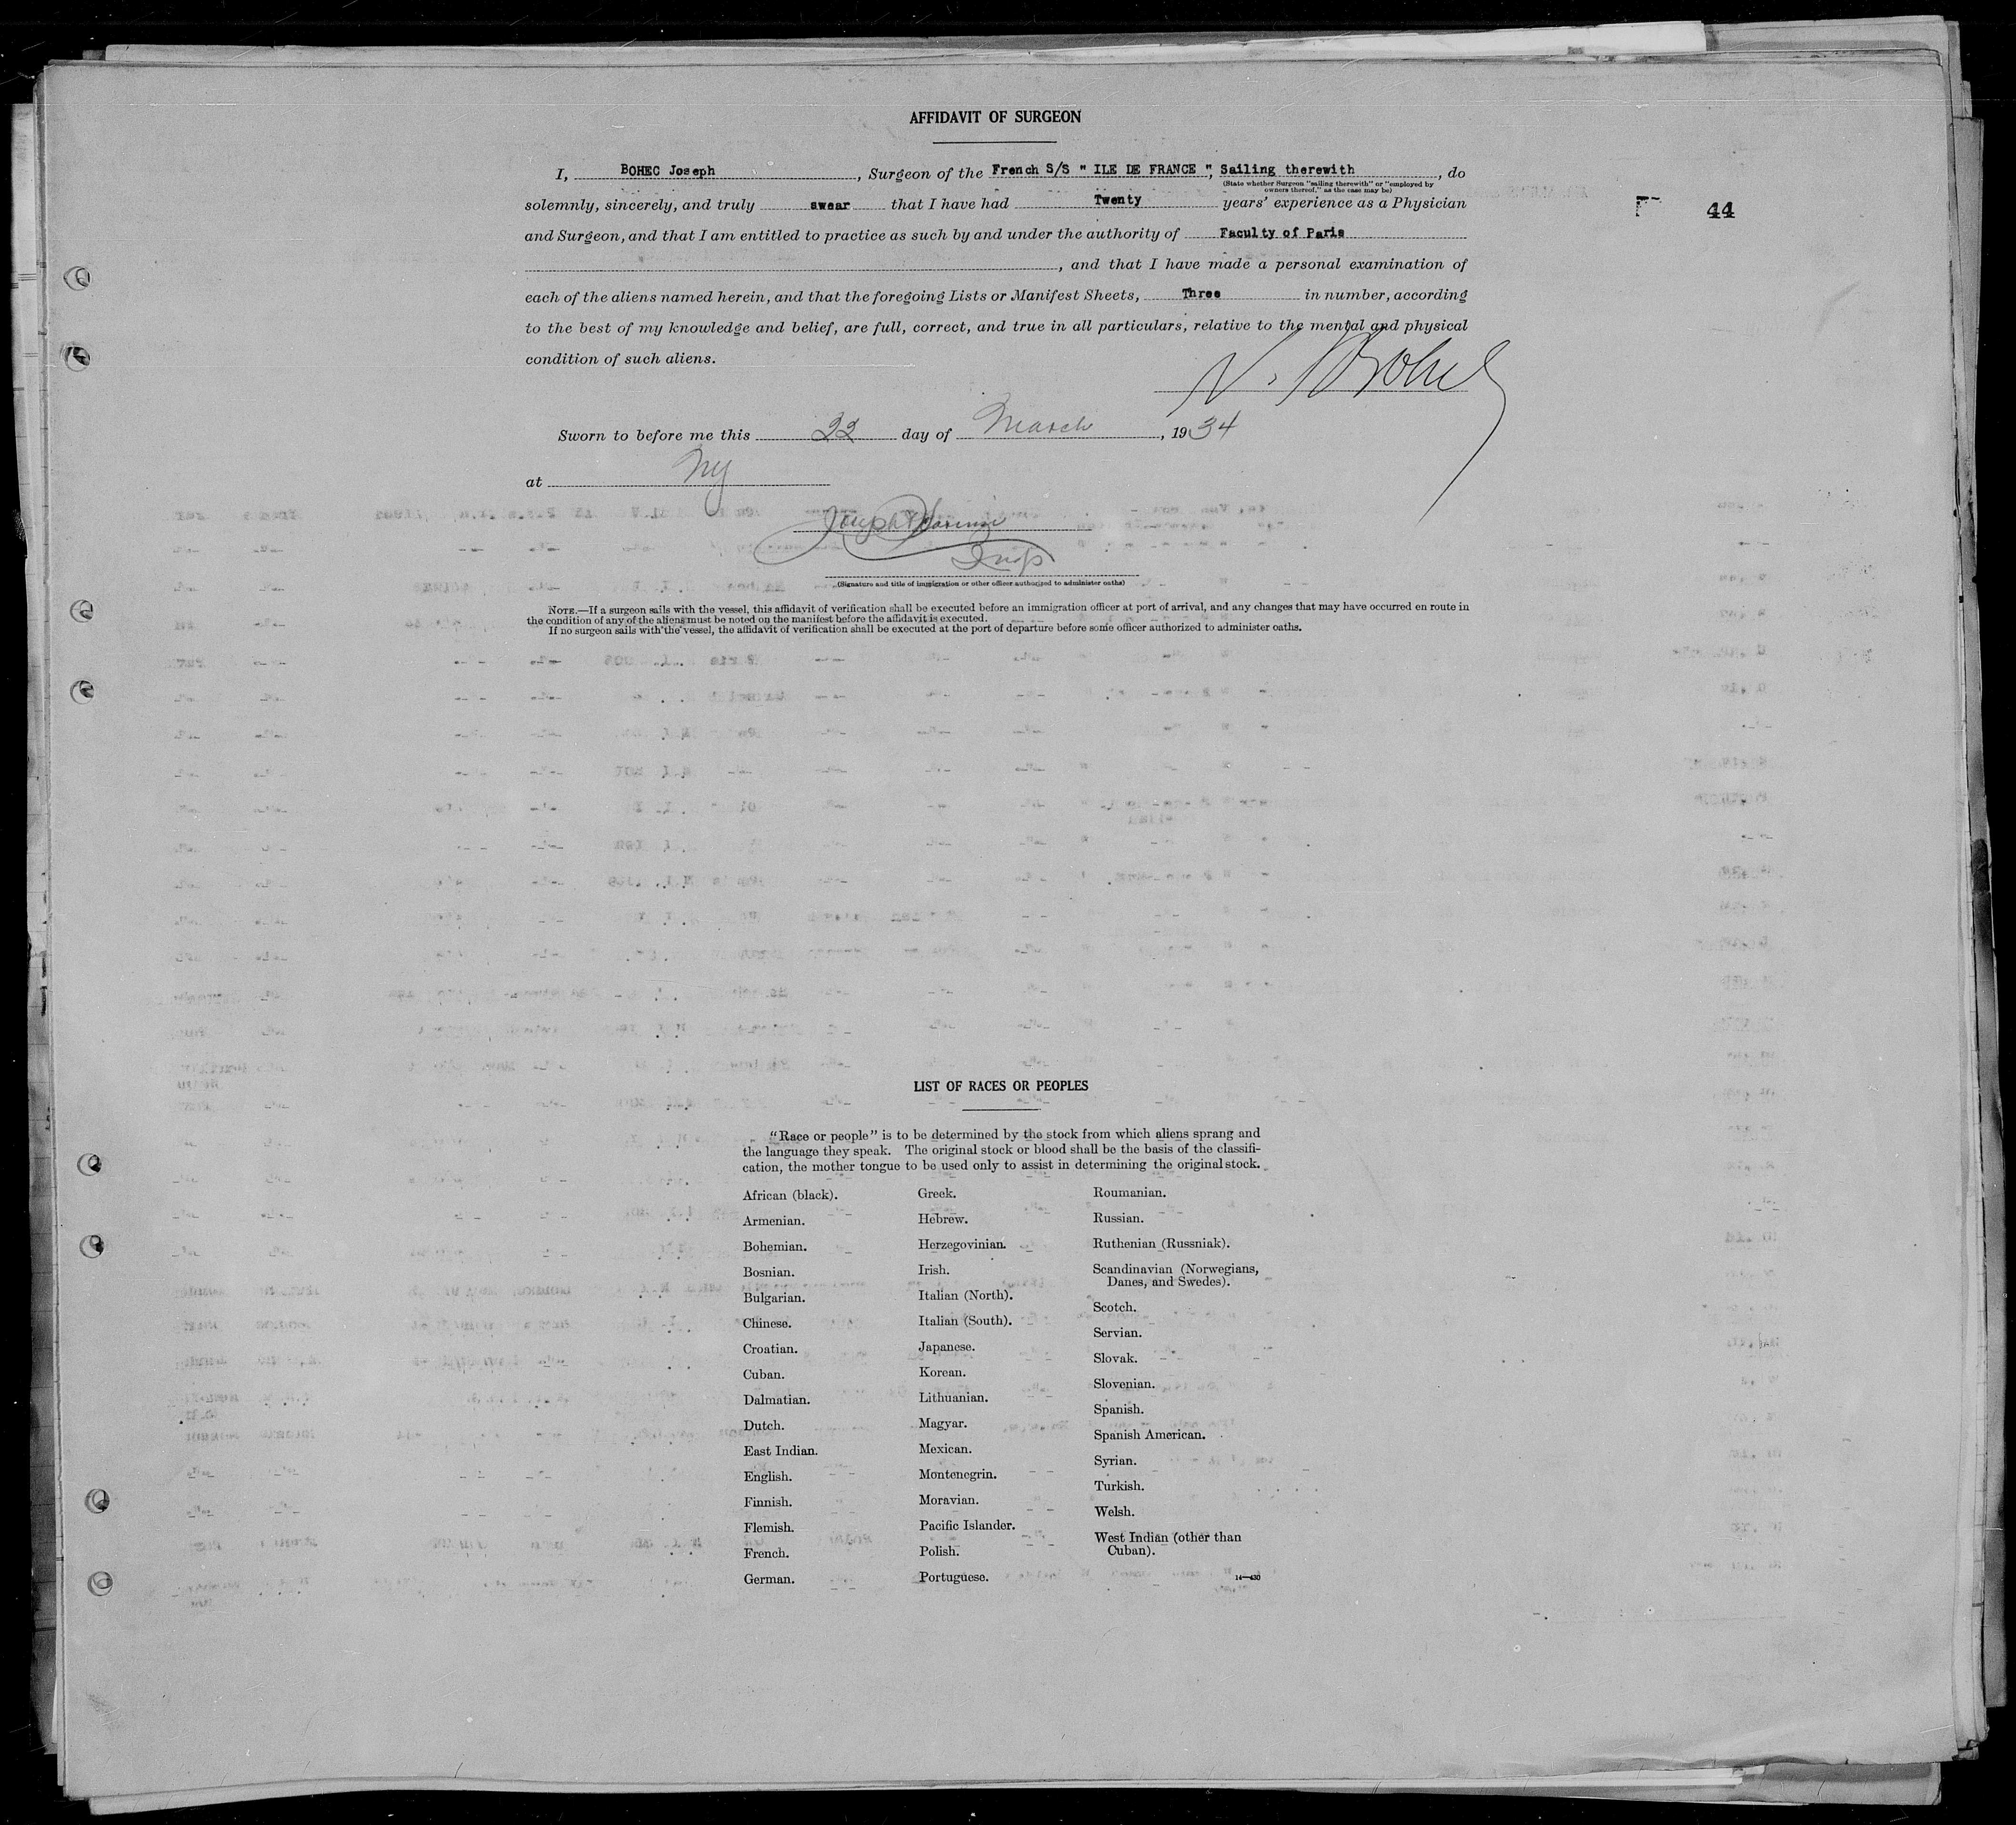 AFFIDAVIT OF SURGEON
I, BOHEC Joseph, Surgeon of the French S/S " ILE DE FRANCE ", Sailing therewith, do
(State whether Surgeon "sailing therewith" or "employed by
owners thereof," as the case may be)
solemnly, sincerely, and truly swear that I have had Twenty years' experience as a Physician
44
and Surgeon, and that I am entitled to practice as such by and under the authority of Faculty of Paris
, and that I have made a personal examination of
each of the aliens named herein, and that the foregoing Lists or Manifest Sheets, Three in number, according
to the best of my knowledge and belief, are full, correct, and true in all particulars, relative to the mental and physical
condition of such aliens.
Sworn to before me this 22 day of March, 1934
at NY
Joseph
Insp
(Signature and title of immigration or other officer authorized to administer oaths)
NOTE.—If a surgeon sails with the vessel, this affidavit of verification shall be executed before an immigration officer at port of arrival, and any changes that may have occurred en route in
the condition of any of the aliens must be noted on the manifest before the affidavit is executed.
If no surgeon sails with the vessel, the affidavit of verification shall be executed at the port of departure before some officer authorized to administer oaths.
LIST OF RACES OR PEOPLES
"Race or people" is to be determined by the stock from which aliens sprang and
the language they speak. The original stock or blood shall be the basis of the classifi-
cation, the mother tongue to be used only to assist in determining the original stock.
African (black).
Armenian.
Bohemian.
Bosnian.
Bulgarian.
Chinese.
Croatian.
Cuban.
Dalmatian.
Dutch.
East Indian.
English.
Finnish.
Flemish.
French.
German.
Greek.
Hebrew.
Herzegovinian.
Irish.
Italian (North).
Italian (South).
Japanese.
Korean.
Lithuanian.
Magyar.
Mexican.
Montenegrin.
Moravian.
Pacific Islander.
Polish.
Portuguese.
Roumanian.
Russian.
Ruthenian (Russniak).
Scandinavian (Norwegians,
Danes, and Swedes).
Scotch.
Servian.
Slovak.
Slovenian.
Spanish.
Spanish American.
Syrian.
Turkish.
Welsh.
West Indian (other than
Cuban).
14—430